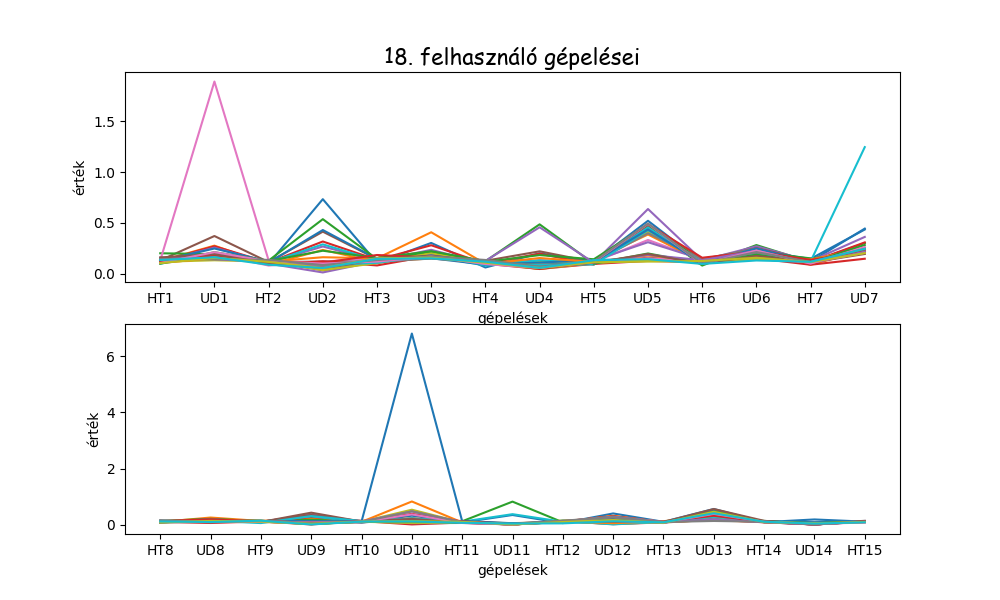 18. felhasználó gépelései
érték
1.5
1.0
0.5
0.0
HT1 UD1 HT2 UD2 HT3 UD3 HT4 UD4 HT5 UD5 HT6 UD6 HT7 UD7
gépelések
érték
6
4
2
0
HT8 UD8 HT9 UD9 HT10 UD10 HT11 UD11 HT12 UD12 HT13 UD13 HT14 UD14 HT15
gépelések